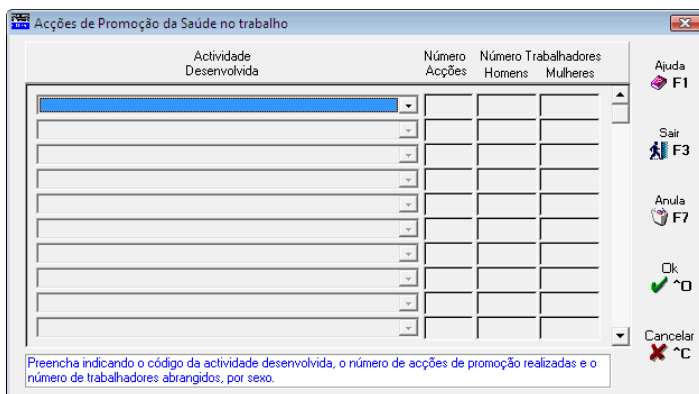 Acções de Promoção da Saúde no trabalho
Actividade
Desenvolvida
Número
Acções
Número Trabalhadores
Homens Mulheres
Ajuda
F1
Sair
F3
Anula
F7
Ok
^O
Cancelar
^C
Preencha indicando o código da actividade desenvolvida, o número de acções de promoção realizadas e o
número de trabalhadores abrangidos, por sexo.